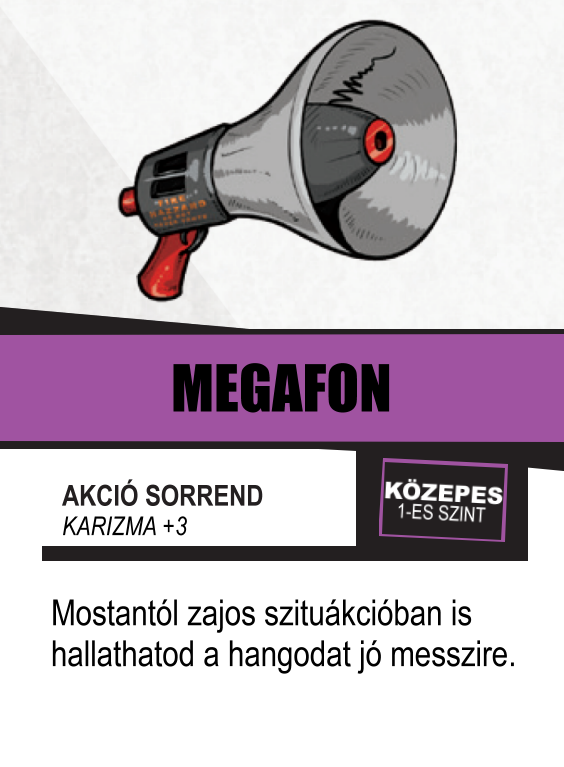 MEGAFON
AKCIÓ SORREND
KARIZMA +3
KÖZEPES
1-ES SZINT
Mostantól zajos szituákcióban is
hallathatod a hangodat jó messzire.